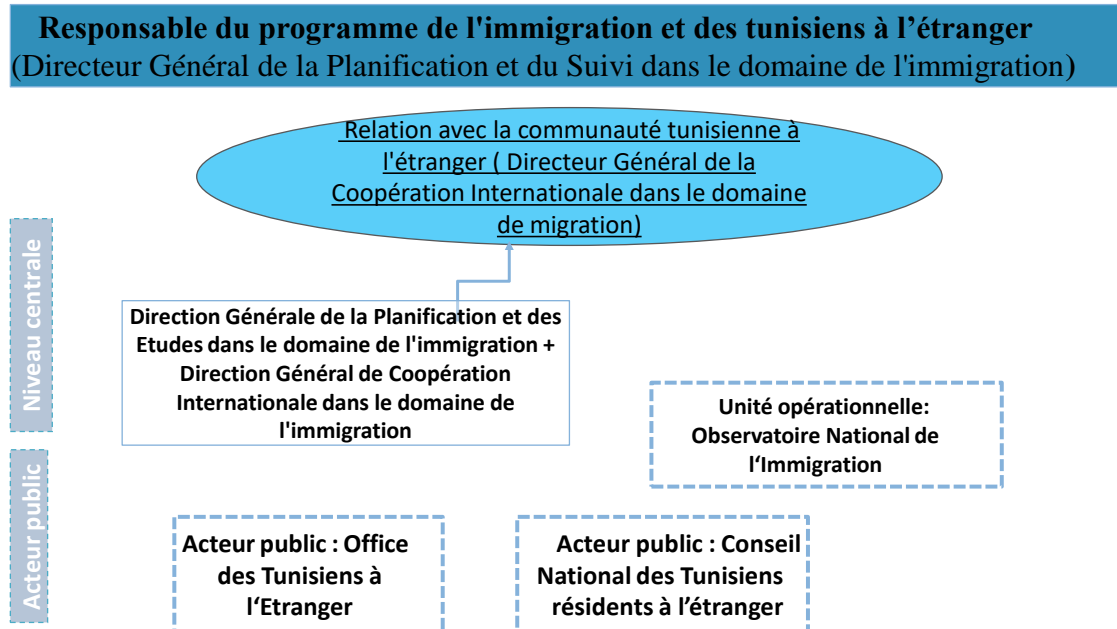 Responsable du programme de l'immigration et des tunisiens à l’étranger
(Directeur Général de la Planification et du Suivi dans le domaine de l'immigration)
Relation avec la communauté tunisienne à
l'étranger ( Directeur Général de la
Coopération Internationale dans le domaine
de migration)
Niveau centrale
Direction Générale de la Planification et des
Etudes dans le domaine de l'immigration +
Direction Général de Coopération
Internationale dans le domaine de
l'immigration
Unité opérationnelle:
Observatoire National de
l‘Immigration
Acteur public
Acteur public : Office
des Tunisiens à
l‘Etranger
Acteur public : Conseil
National des Tunisiens
résidents à l’étranger